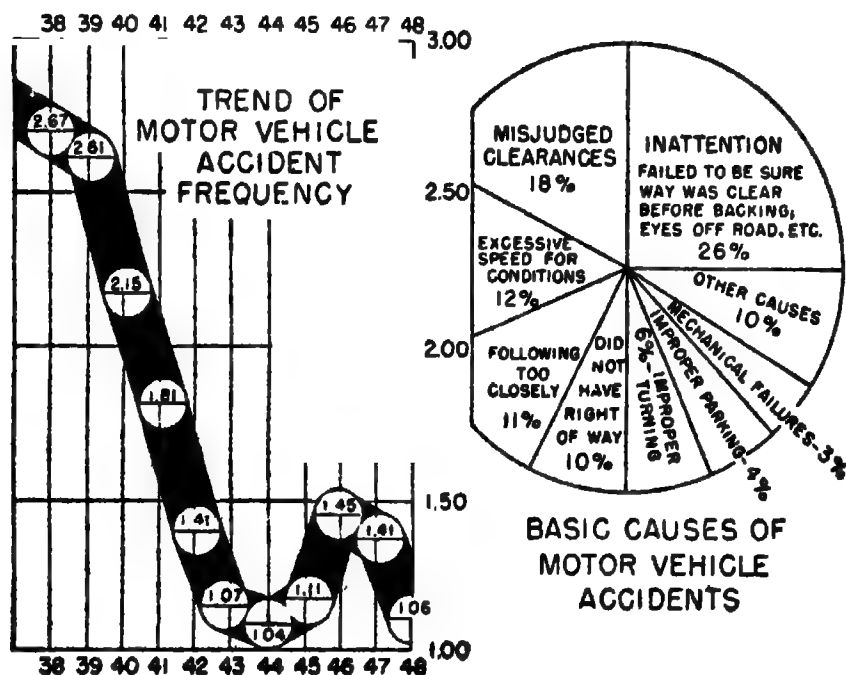 38 39 40 41 42 43 44 45 46 47 48
3.00
TREND OF
MOTOR VEHICLE
ACCIDENT
FREQUENCY
2.67
2.61
2.15
1.81
1.41
1.07
1.04
1.11
1.45
1.41
1.06
2.50
2.00
1.50
1.00
38 39 40 41 42 43 44 45 46 47 48
MISJUDGED
CLEARANCES
18%
INATTENTION
FAILED TO BE SURE
WAY WAS CLEAR
BEFORE BACKING,
EYES OFF ROAD, ETC.
26%
EXCESSIVE
SPEED FOR
CONDITIONS
12%
OTHER CAUSES
10%
MECHANICAL FAILURES-3%
IMPROPER PARKING-4%
6%-IMPROPER
TURNING
DID
NOT
HAVE
RIGHT
OF WAY
10%
FOLLOWING
TOO
CLOSELY
11%
BASIC CAUSES OF
MOTOR VEHICLE
ACCIDENTS